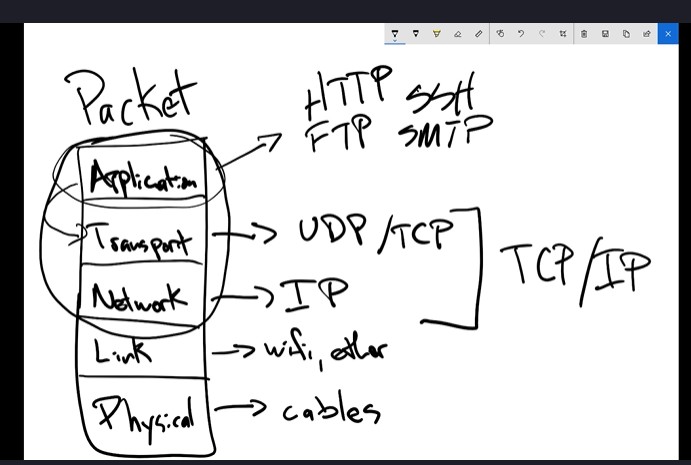 Packet
HTTP SSH
FTP SMTP
Application
Transport UDP/TCP
TCP/IP
Network IP
Link wifi, ether
Physical cables